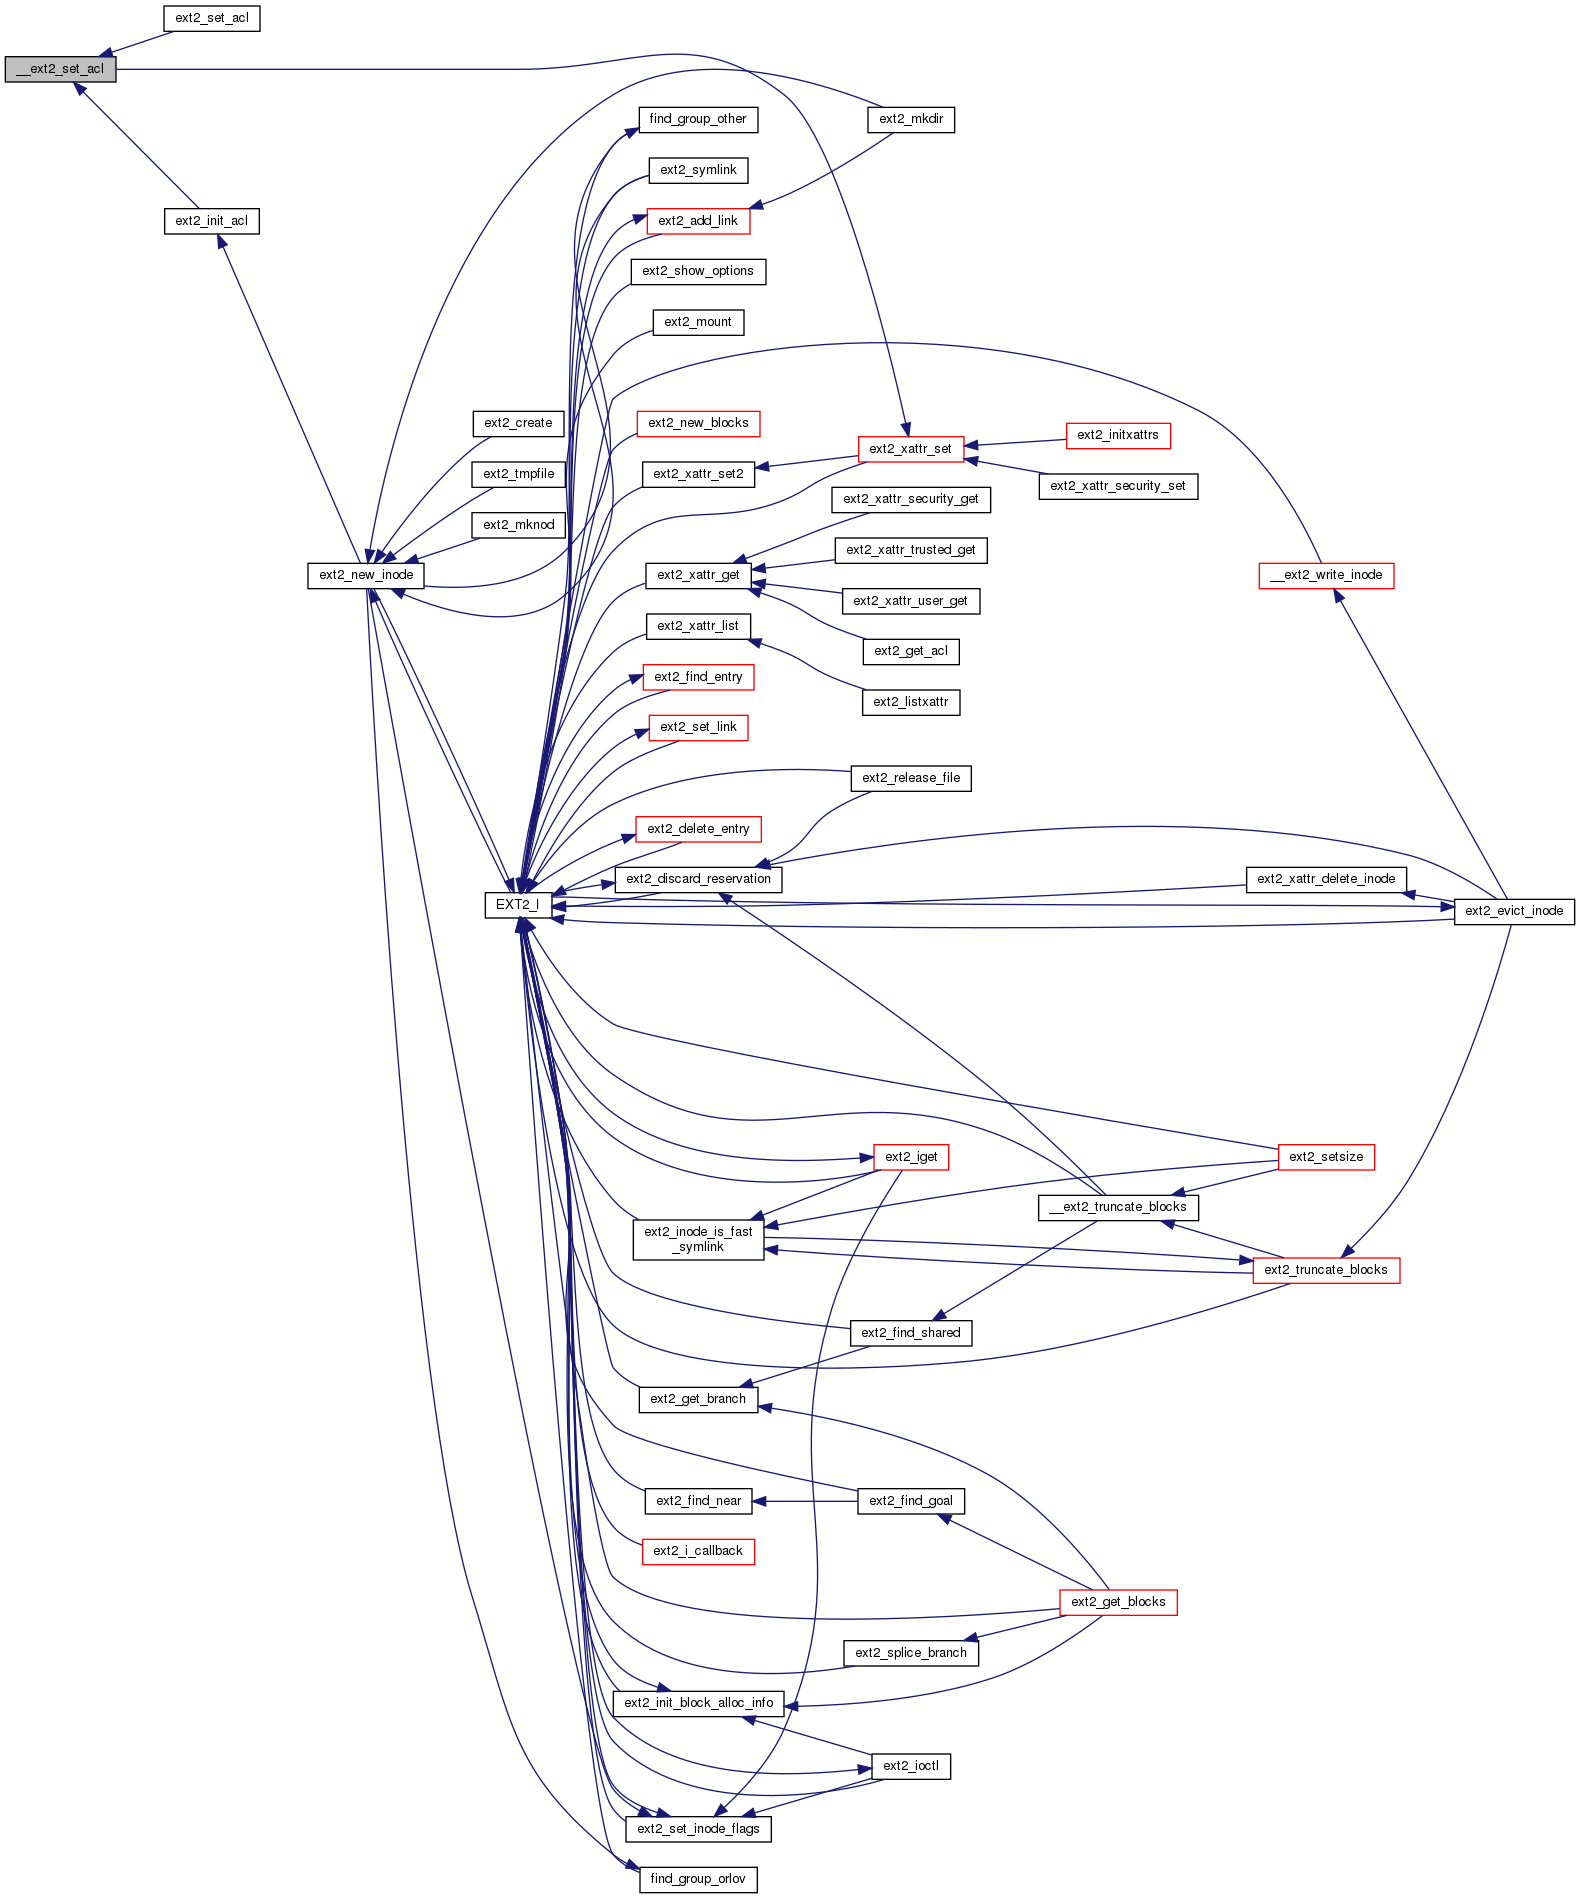 ext2_set_acl
__ext2_set_acl
find_group_other
ext2_mkdir
ext2_symlink
ext2_init_acl
ext2_add_link
ext2_show_options
ext2_mount
ext2_create
ext2_new_blocks
ext2_initxattrs
ext2_xattr_set
ext2_tmpfile
ext2_xattr_set2
ext2_xattr_security_set
ext2_xattr_security_get
ext2_mknod
ext2_xattr_trusted_get
ext2_new_inode
ext2_xattr_get
__ext2_write_inode
ext2_xattr_user_get
ext2_xattr_list
ext2_get_acl
ext2_find_entry
ext2_listxattr
ext2_set_link
ext2_release_file
ext2_delete_entry
ext2_discard_reservation
ext2_xattr_delete_inode
EXT2_I
ext2_evict_inode
ext2_iget
ext2_setsize
__ext2_truncate_blocks
ext2_inode_is_fast
_symlink
ext2_truncate_blocks
ext2_find_shared
ext2_get_branch
ext2_find_near
ext2_find_goal
ext2_i_callback
ext2_get_blocks
ext2_splice_branch
ext2_init_block_alloc_info
ext2_ioctl
ext2_set_inode_flags
find_group_orlov